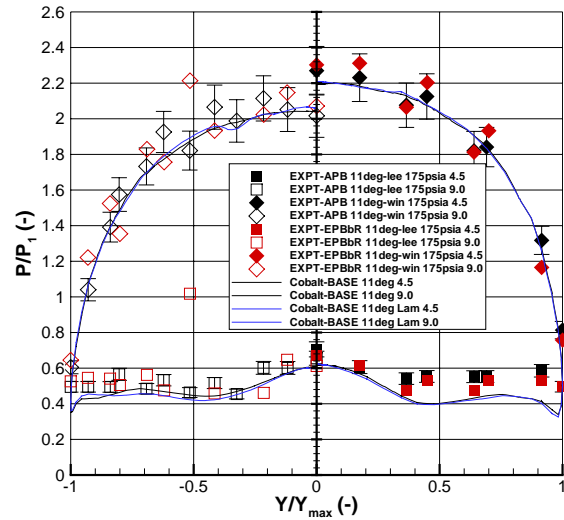 2.6
2.4
2.2
2
1.8
1.6
1.4
1.2
1
0.8
0.6
0.4
0.2
0
P/P1 (-)
EXPT-APB 11deg-lee 175psia 4.5
EXPT-APB 11deg-lee 175psia 9.0
EXPT-APB 11deg-win 175psia 4.5
EXPT-APB 11deg-win 175psia 9.0
EXPT-EPBbR 11deg-lee 175psia 4.5
EXPT-EPBbR 11deg-lee 175psia 9.0
EXPT-EPBbR 11deg-win 175psia 4.5
EXPT-EPBbR 11deg-win 175psia 9.0
Cobalt-BASE 11deg 4.5
Cobalt-BASE 11deg 9.0
Cobalt-BASE 11deg Lam 4.5
Cobalt-BASE 11deg Lam 9.0
-1 -0.5 0 0.5 1
Y/Ymax (-)